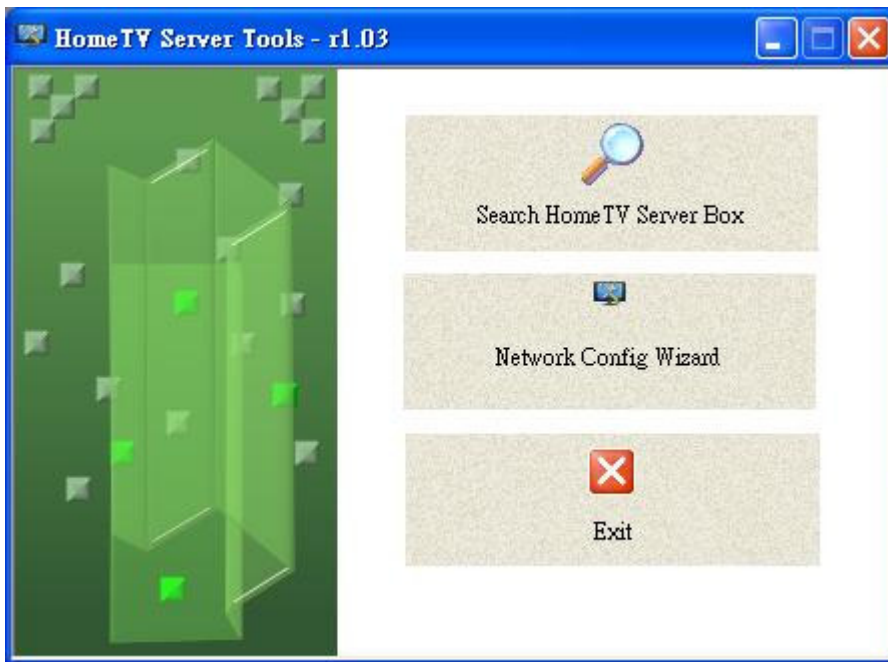 HomeTV Server Tools - r1.03
Search HomeTV Server Box
Network Config Wizard
Exit